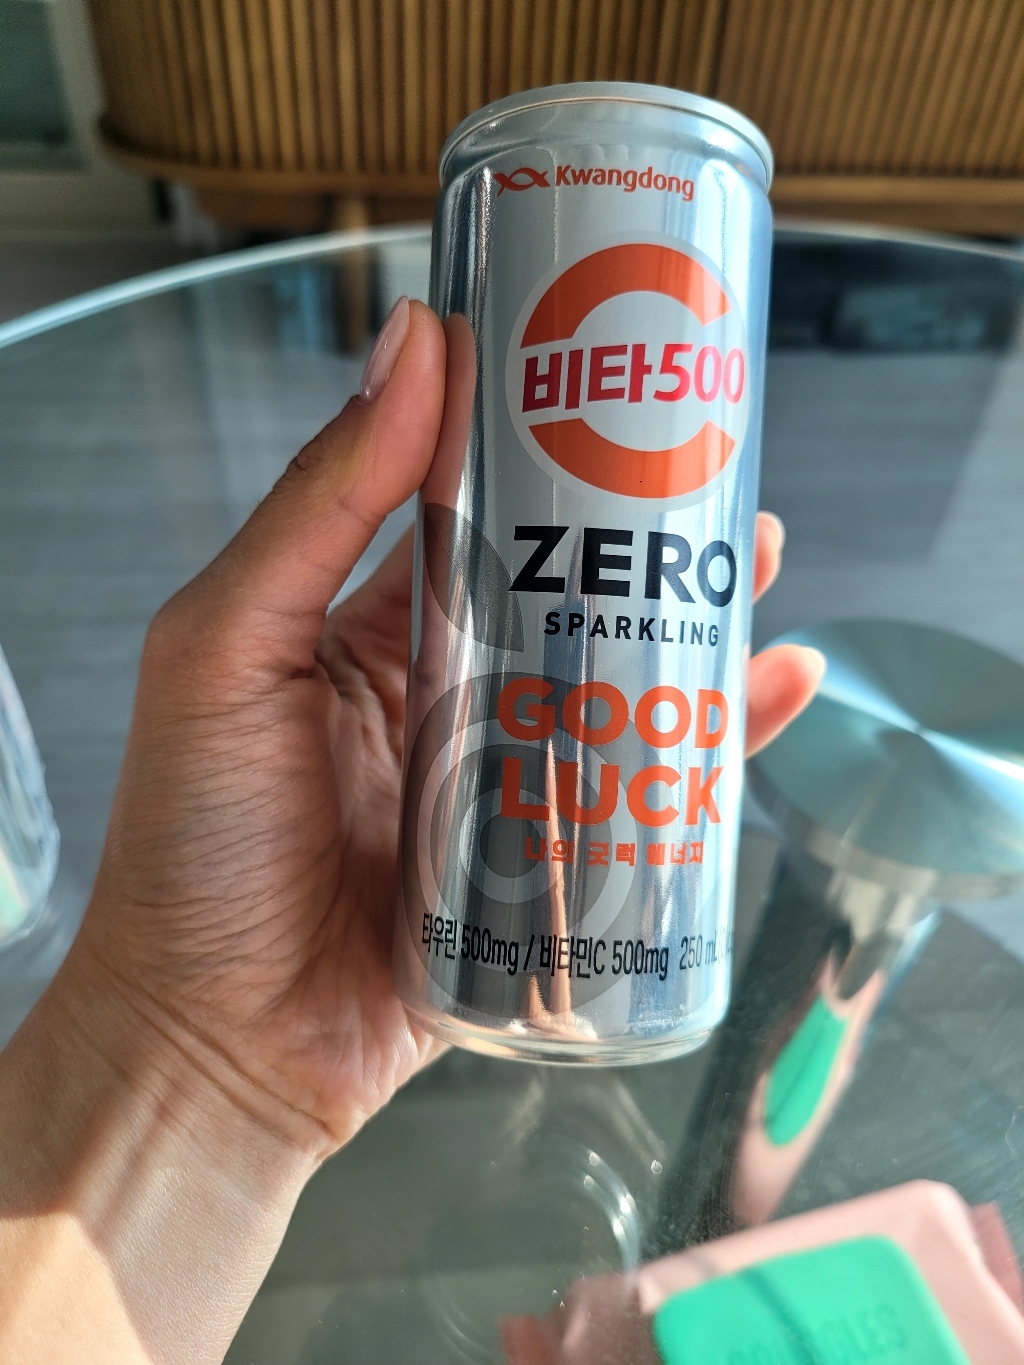 Kwangdong
비타500
ZERO
SPARKLING
GOOD
LUCK
나의 굿럭 에너지
타우린 500mg / 비타민C 500mg 250 mL